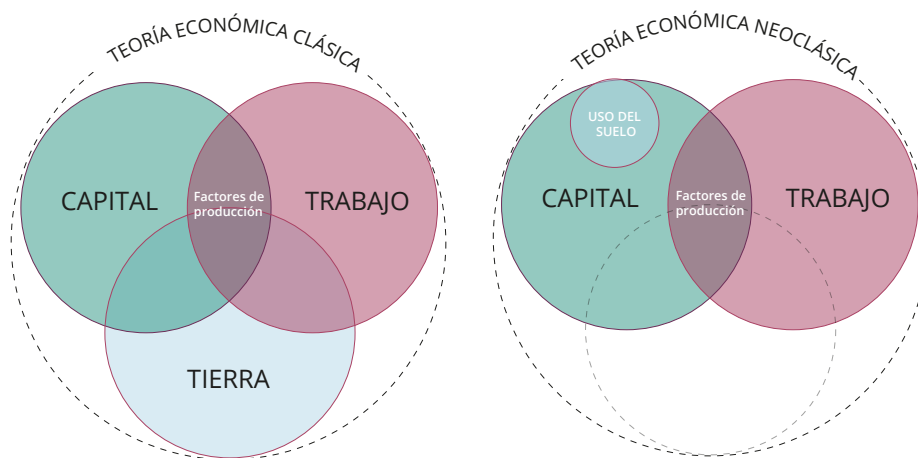 TEORÍA ECONÓMICA CLÁSICA
CAPITAL
Factores de
producción
TRABAJO
TIERRA
TEORÍA ECONÓMICA NEOCLÁSICA
USO DEL
SUELO
CAPITAL
Factores de
producción
TRABAJO